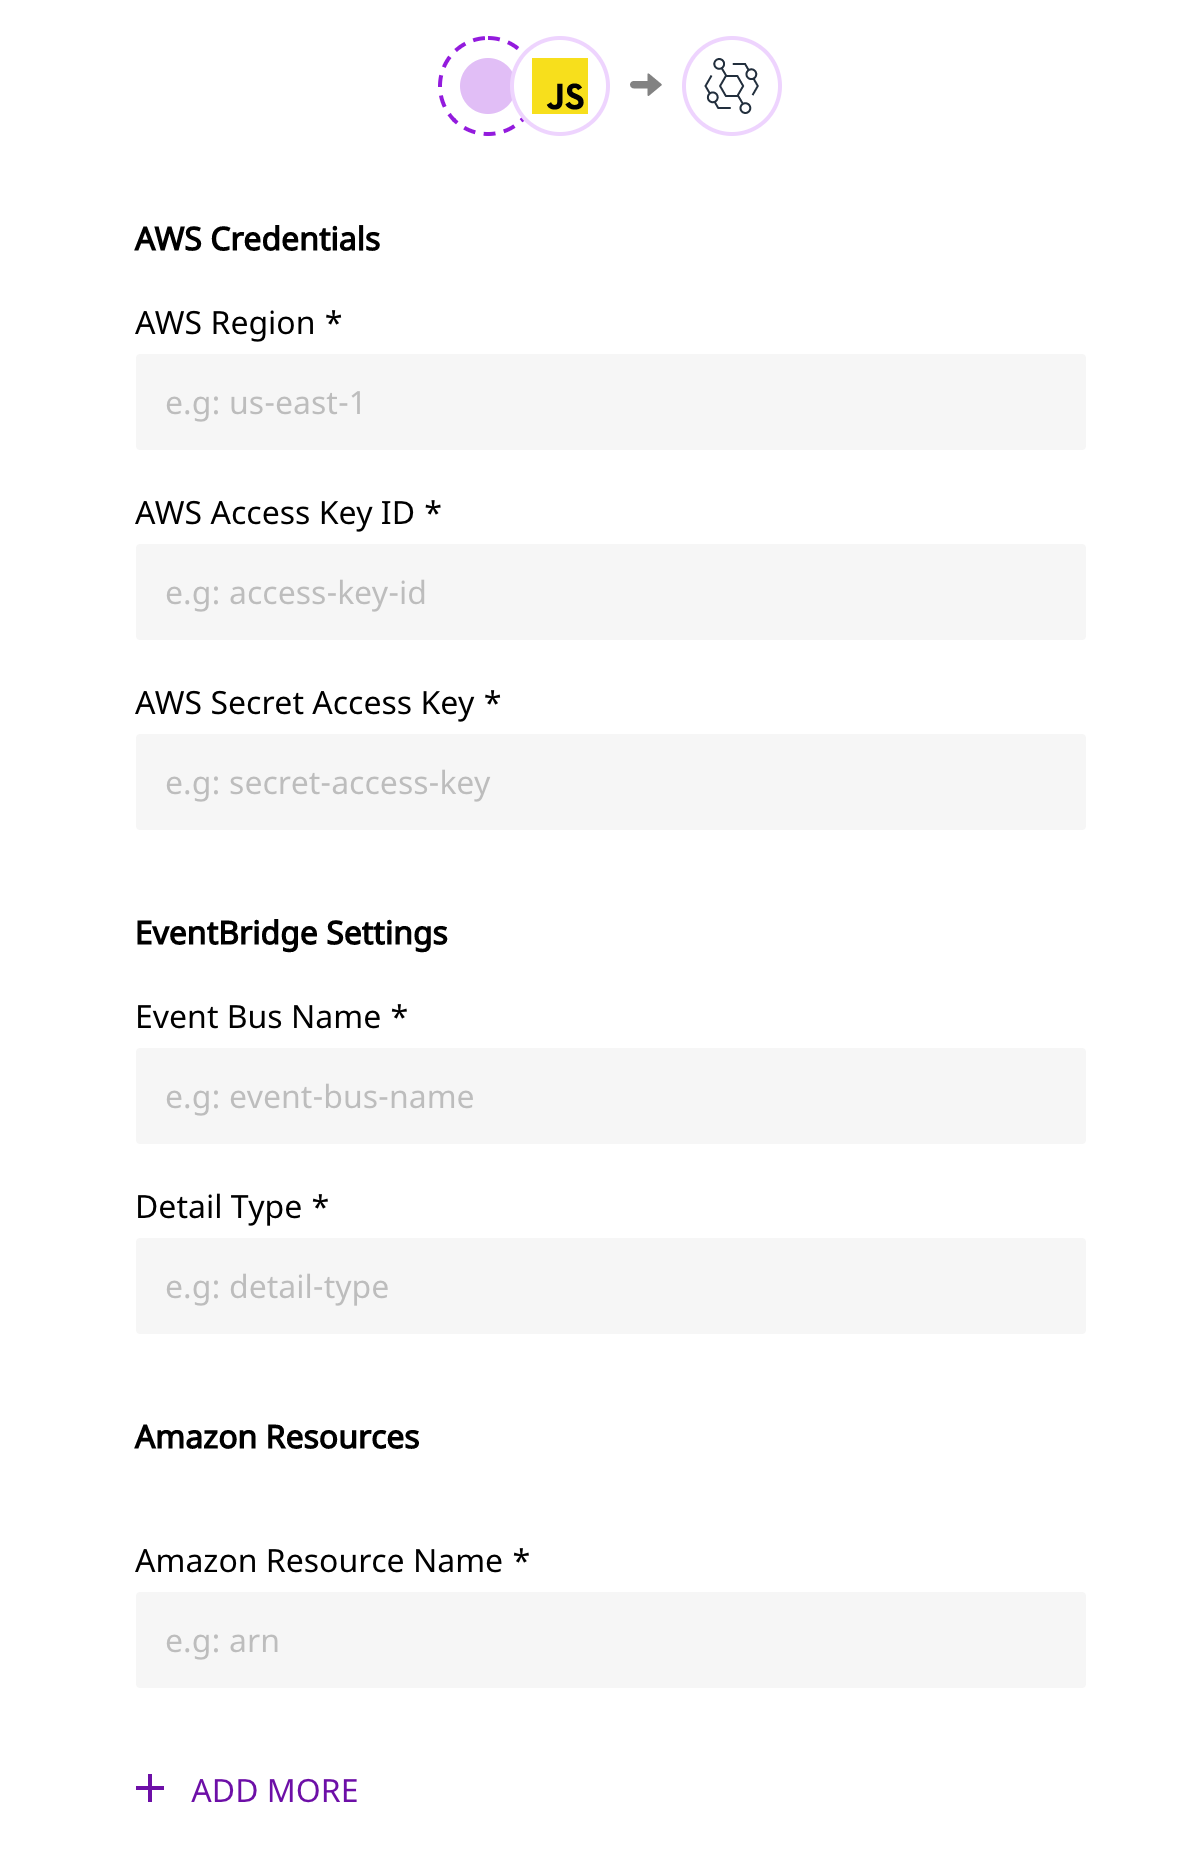 JS
AWS Credentials
AWS Region *
e.g: us-east-1
AWS Access Key ID *
e.g: access-key-id
AWS Secret Access Key *
e.g: secret-access-key
EventBridge Settings
Event Bus Name *
e.g: event-bus-name
Detail Type *
e.g: detail-type
Amazon Resources
Amazon Resource Name *
e.g: arn
ADD MORE